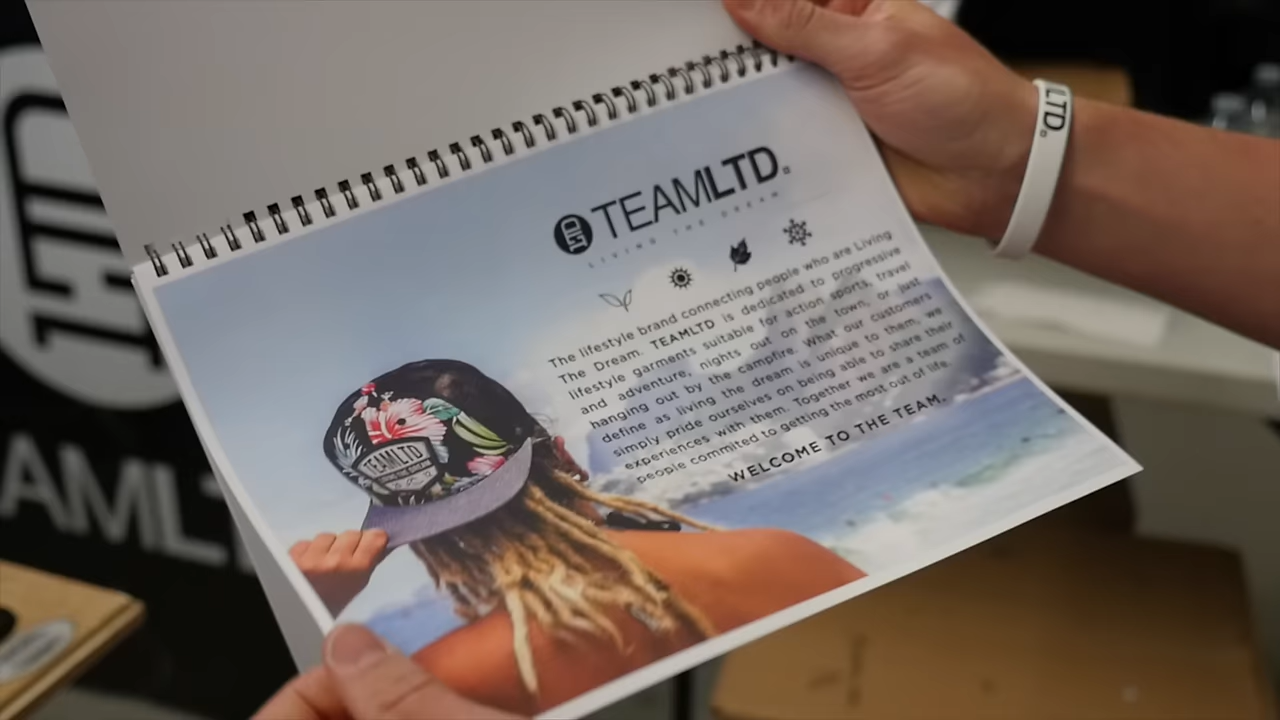 LTD
TEAMLTD.
LIVING THE DREAM
The lifestyle brand connecting people who are Living
The Dream. TEAMLTD is dedicated to progressive
lifestyle garments suitable for action sports, travel
and adventure, nights out on the town, or just
hanging out by the campfire. What our customers
define as living the dream is unique to them, we
simply pride ourselves on being able to share their
experiences with them. Together we are a team of
people commited to getting the most out of life.
WELCOME TO THE TEAM.
TEAMLTD
LTD.
LTD
AMLT